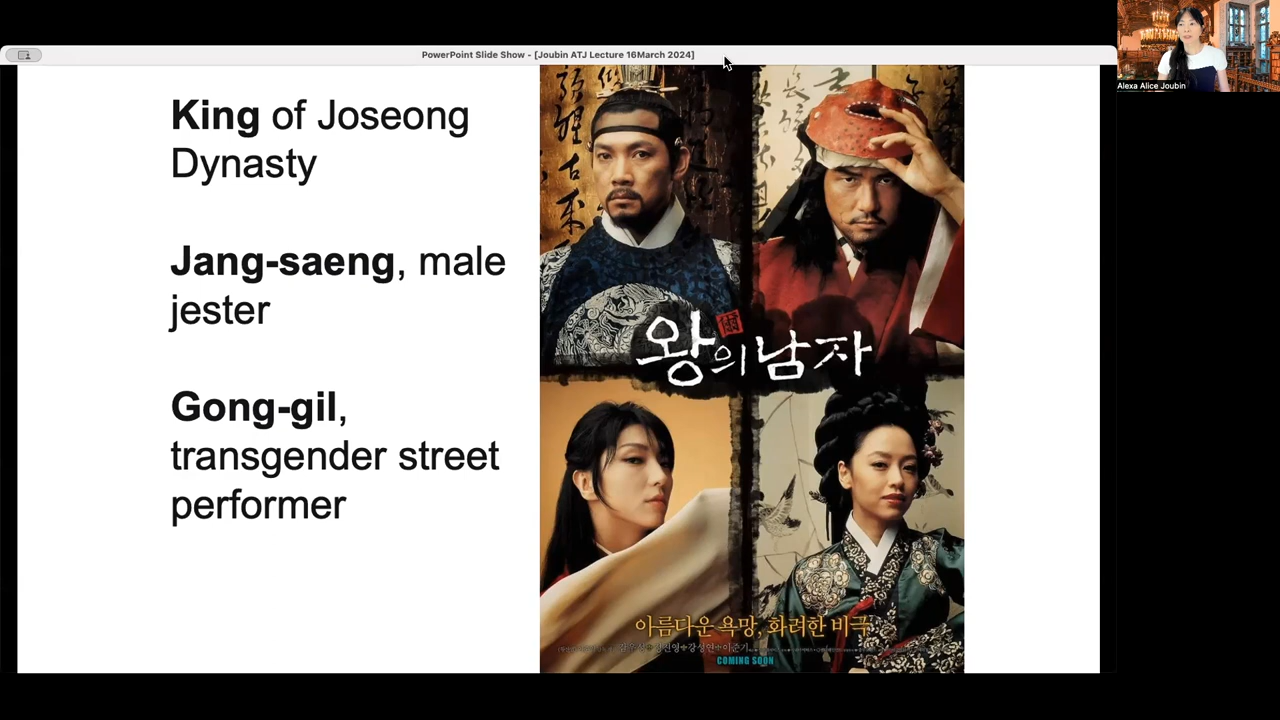 PowerPoint Slide Show - [Joubin ATJ Lecture 16March 2024]
Alexa Alice Joubin
King of Joseong
Dynasty
Jang-saeng, male
jester
Gong-gil,
transgender street
performer
왕의 남자
아름다운 욕망, 화려한 비극
COMING SOON